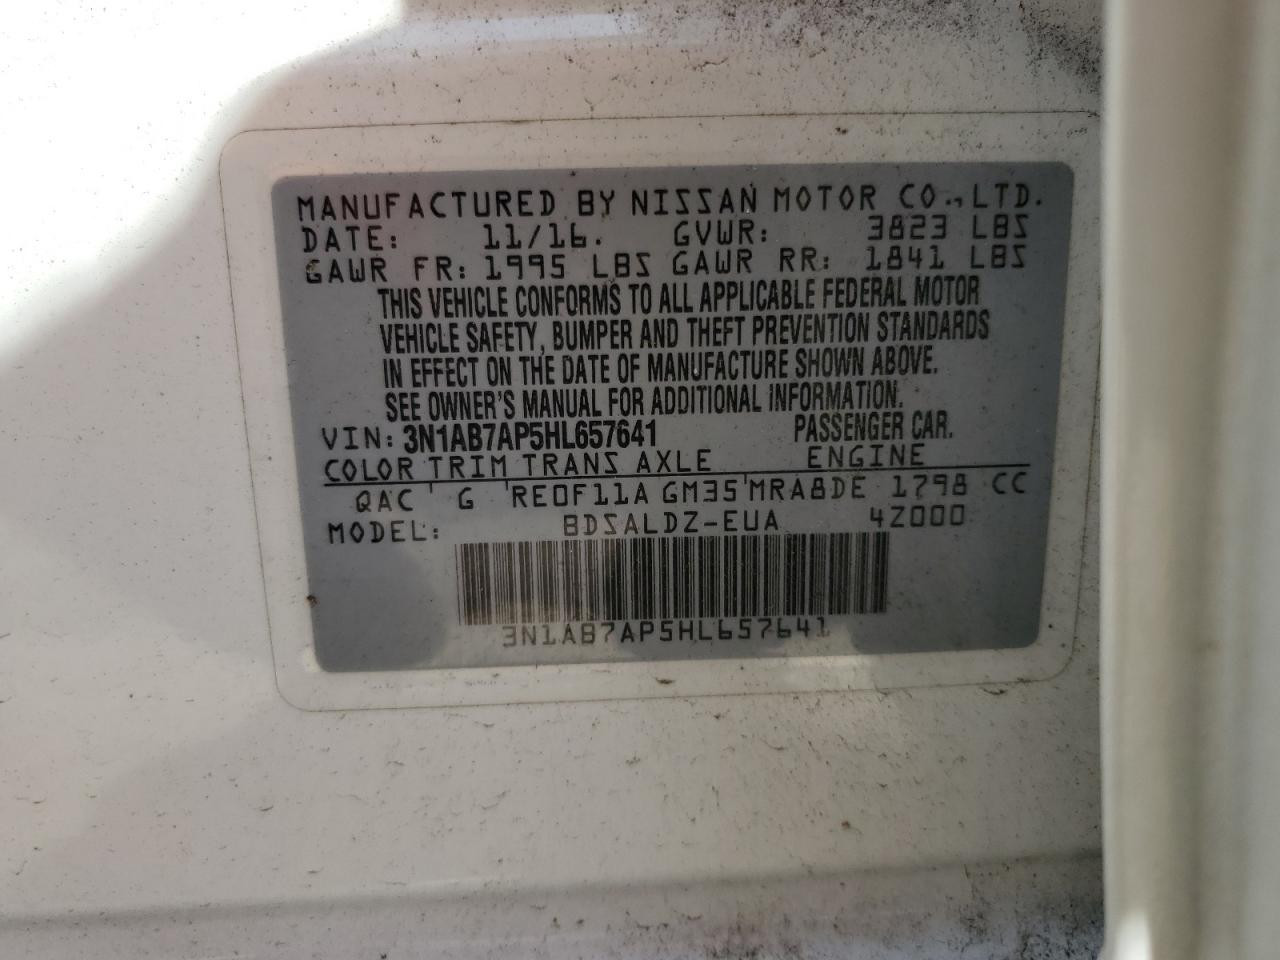 MANUFACTURED BY NISSAN MOTOR CO., LTD.
DATE: 11/16. GVWR: 3823 LBS
GAWR FR: 1995 LBS GAWR RR: 1841 LBS
THIS VEHICLE CONFORMS TO ALL APPLICABLE FEDERAL MOTOR
VEHICLE SAFETY, BUMPER AND THEFT PREVENTION STANDARDS
IN EFFECT ON THE DATE OF MANUFACTURE SHOWN ABOVE.
SEE OWNER'S MANUAL FOR ADDITIONAL INFORMATION.
VIN: 3N1AB7AP5HL657641 PASSENGER CAR.
COLOR TRIM TRANS AXLE ENGINE
QAC ' G ' RE0F11A GM35 ' MRA8DE 1798 CC
MODEL: BDSALDZ-EUA 4Z000
3N1AB7AP5HL657641